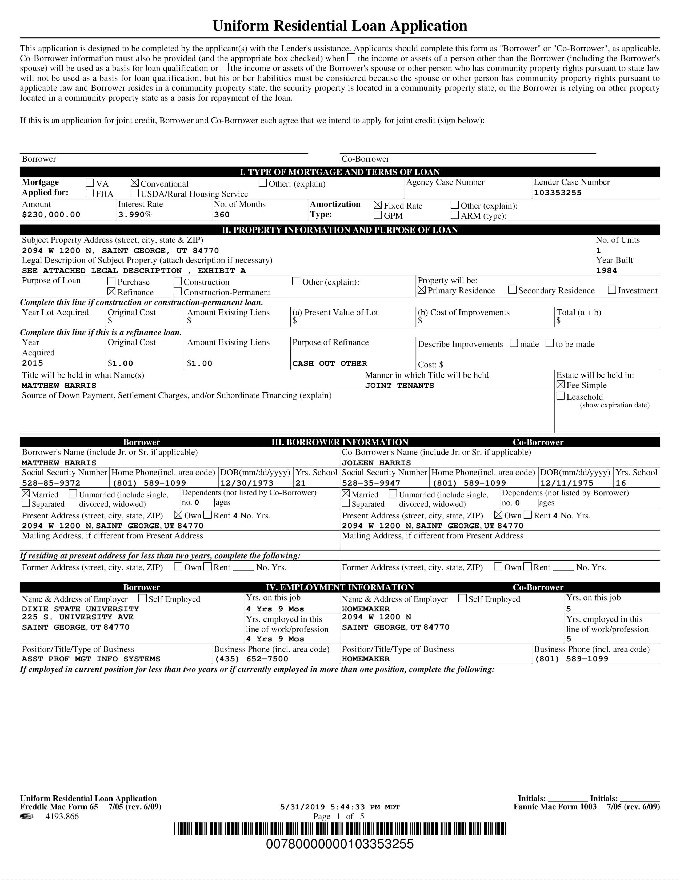 Uniform Residential Loan Application
This application is designed to be completed by the applicant(s) with the Lender's assistance. Applicants should complete this form as "Borrower" or "Co-Borrower", as applicable.
Co-Borrower information must also be provided (and the appropriate box checked) when the income or assets of a person other than the Borrower (including the Borrower's
spouse) will be used as a basis for loan qualification or the income or assets of the Borrower's spouse or other person who has community property rights pursuant to state law
will not be used as a basis for loan qualification, but his or her liabilities must be considered because the spouse or other person has community property rights pursuant to
applicable law and Borrower resides in a community property state, the security property is located in a community property state, or the Borrower is relying on other property
located in a community property state as a basis for repayment of the loan.
If this is an application for joint credit, Borrower and Co-Borrower each agree that we intend to apply for joint credit (sign below):
Borrower Co-Borrower
I. TYPE OF MORTGAGE AND TERMS OF LOAN
Mortgage VA Conventional Other (explain) Agency Case Number Lender Case Number
Applied for: FHA USDA/Rural Housing Service 103353255
Amount Interest Rate No. of Months Amortization Fixed Rate Other (explain):
$230,000.00 3.990% 360 Type: GPM ARM (type):
II. PROPERTY INFORMATION AND PURPOSE OF LOAN
Subject Property Address (street, city, state & ZIP) No. of Units
2094 W 1200 N, SAINT GEORGE, UT 84770 1
Legal Description of Subject Property (attach description if necessary) Year Built
SEE ATTACHED LEGAL DESCRIPTION , EXHIBIT A 1984
Purpose of Loan Purchase Construction Other (explain): Property will be:
Refinance Construction-Permanent Primary Residence Secondary Residence Investment
Complete this line if construction or construction-permanent loan.
Year Lot Acquired Original Cost Amount Existing Liens (a) Present Value of Lot (b) Cost of Improvements Total (a + b)
$ $ $ $ $
Complete this line if this is a refinance loan.
Year Original Cost Amount Existing Liens Purpose of Refinance Describe Improvements made to be made
Acquired
2015 $1.00 $1.00 CASH OUT OTHER Cost: $
Title will be held in what Name(s) Manner in which Title will be held Estate will be held in:
MATTHEW HARRIS JOINT TENANTS Fee Simple
Source of Down Payment, Settlement Charges, and/or Subordinate Financing (explain) Leasehold
(show expiration date)
Borrower III. BORROWER INFORMATION Co-Borrower
Borrower's Name (include Jr. or Sr. if applicable) Co-Borrower's Name (include Jr. or Sr. if applicable)
MATTHEW HARRIS JOLEEN HARRIS
Social Security Number Home Phone(incl. area code) DOB(mm/dd/yyyy) Yrs. School Social Security Number Home Phone(incl. area code) DOB(mm/dd/yyyy) Yrs. School
528-85-9372 (801) 589-1099 12/30/1973 21 528-35-9947 (801) 589-1099 12/11/1975 16
Married Unmarried (include single, Dependents (not listed by Co-Borrower) Married Unmarried (include single, Dependents (not listed by Borrower)
Separated divorced, widowed) no. 0 ages Separated divorced, widowed) no. 0 ages
Present Address (street, city, state, ZIP) Own Rent 4 No. Yrs. Present Address (street, city, state, ZIP) Own Rent 4 No. Yrs.
2094 W 1200 N, SAINT GEORGE, UT 84770 2094 W 1200 N, SAINT GEORGE, UT 84770
Mailing Address, if different from Present Address Mailing Address, if different from Present Address
If residing at present address for less than two years, complete the following:
Former Address (street, city, state, ZIP) Own Rent ____ No. Yrs. Former Address (street, city, state, ZIP) Own Rent ____ No. Yrs.
Borrower IV. EMPLOYMENT INFORMATION Co-Borrower
Name & Address of Employer Self Employed Yrs. on this job Name & Address of Employer Self Employed Yrs. on this job
DIXIE STATE UNIVERSITY 4 Yrs 9 Mos HOMEMAKER 5
225 S. UNIVERSITY AVE Yrs. employed in this 2094 W 1200 N Yrs. employed in this
SAINT GEORGE, UT 84770 line of work/profession SAINT GEORGE, UT 84770 line of work/profession
4 Yrs 9 Mos 5
Position/Title/Type of Business Business Phone (incl. area code) Position/Title/Type of Business Business Phone (incl. area code)
ASST PROF MGT INFO SYSTEMS (435) 652-7500 HOMEMAKER (801) 589-1099
If employed in current position for less than two years or if currently employed in more than one position, complete the following:
Uniform Residential Loan Application Initials: ________ Initials: ________
Freddie Mac Form 65 7/05 (rev. 6/09) 5/31/2019 5:44:33 PM MDT Fannie Mae Form 1003 7/05 (rev. 6/09)
4193.866 Page 1 of 5
00780000000103353255